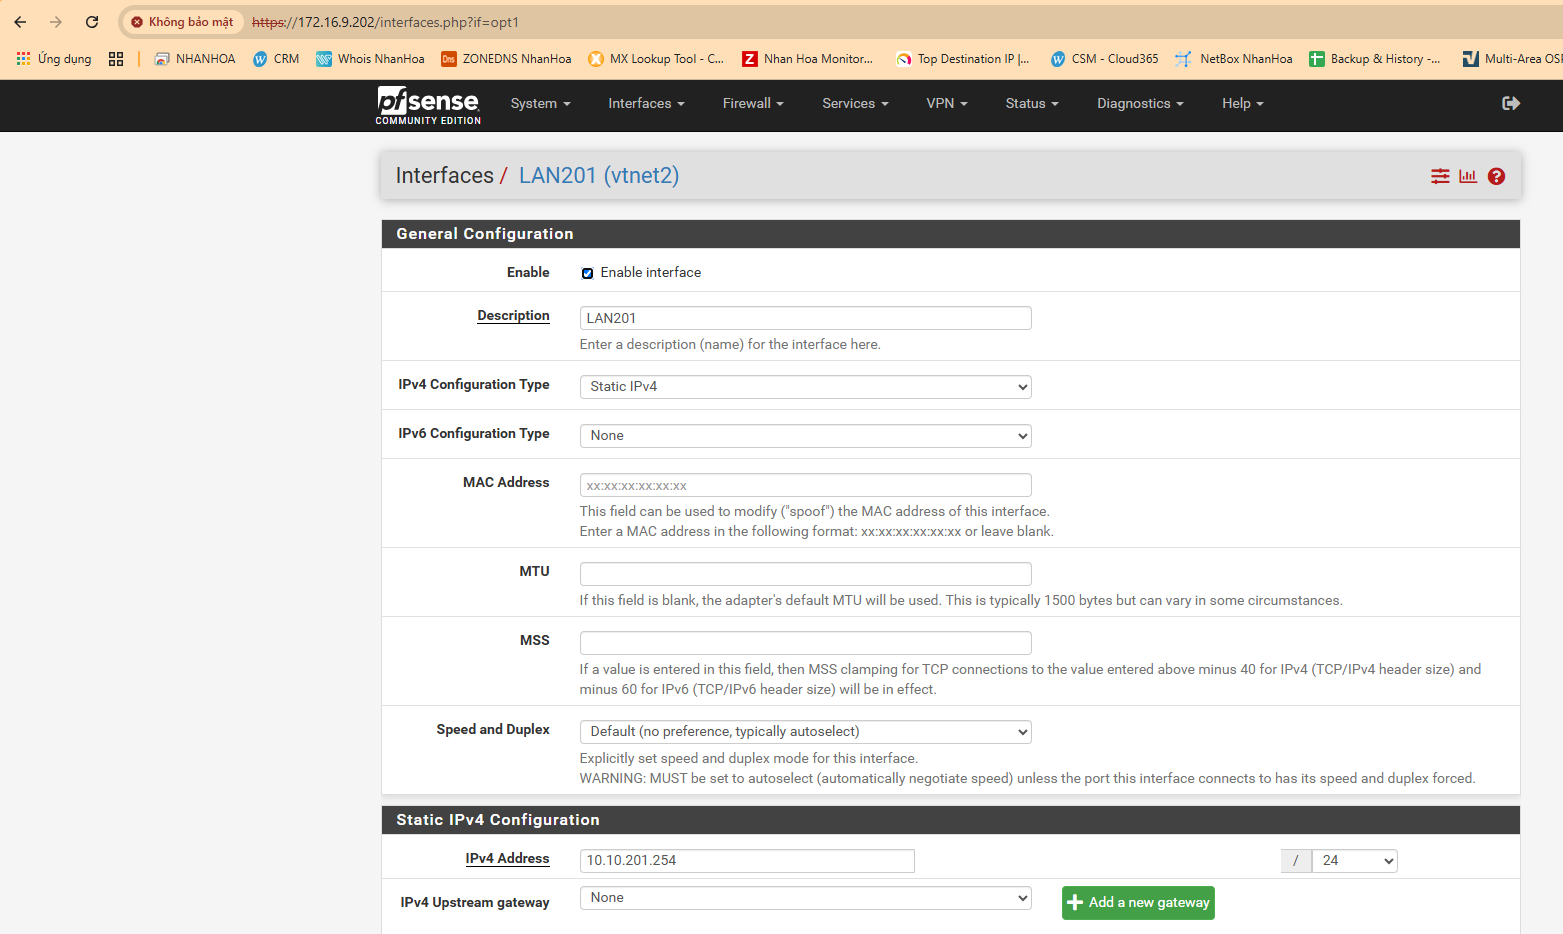 Không bảo mật https://172.16.9.202/interfaces.php?if=opt1
Ứng dụng NHANHOA CRM Whois NhanHoa Dns ZONEDNS NhanHoa MX Lookup Tool - C... Z Nhan Hoa Monitor... Top Destination IP |... CSM - Cloud365 NetBox NhanHoa Backup & History -... Multi-Area OSP
pfsense System Interfaces Firewall Services VPN Status Diagnostics Help
COMMUNITY EDITION
Interfaces / LAN201 (vtnet2)
General Configuration
Enable Enable interface
Description LAN201
Enter a description (name) for the interface here.
IPv4 Configuration Type Static IPv4
IPv6 Configuration Type None
MAC Address xx:xx:xx:xx:xx:xx
This field can be used to modify ("spoof") the MAC address of this interface.
Enter a MAC address in the following format: xx:xx:xx:xx:xx:xx or leave blank.
MTU
If this field is blank, the adapter's default MTU will be used. This is typically 1500 bytes but can vary in some circumstances.
MSS
If a value is entered in this field, then MSS clamping for TCP connections to the value entered above minus 40 for IPv4 (TCP/IPv4 header size) and
minus 60 for IPv6 (TCP/IPv6 header size) will be in effect.
Speed and Duplex Default (no preference, typically autoselect)
Explicitly set speed and duplex mode for this interface.
WARNING: MUST be set to autoselect (automatically negotiate speed) unless the port this interface connects to has its speed and duplex forced.
Static IPv4 Configuration
IPv4 Address 10.10.201.254 / 24
IPv4 Upstream gateway None Add a new gateway